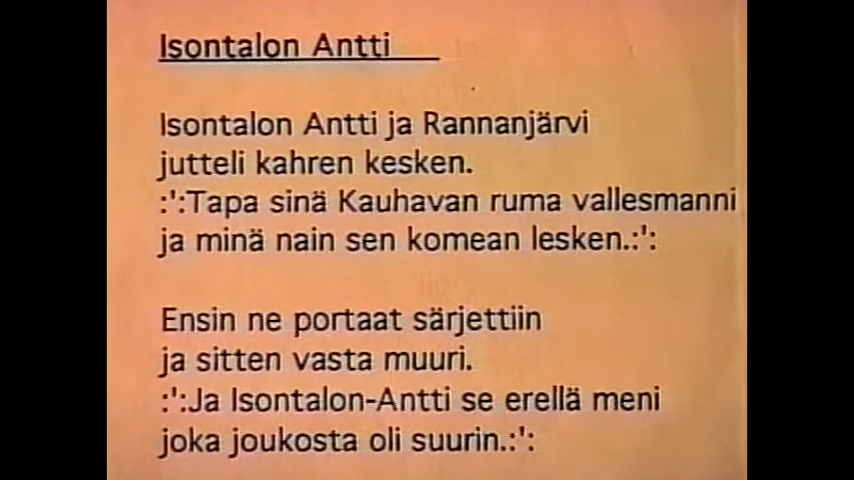 Isontalon Antti
Isontalon Antti ja Rannanjärvi
jutteli kahren kesken.
:':Tapa sinä Kauhavan ruma vallesmanni
ja minä nain sen komean lesken.:':
Ensin ne portaat särjettiin
ja sitten vasta muuri.
:':Ja Isontalon-Antti se erellä meni
joka joukosta oli suurin.:':